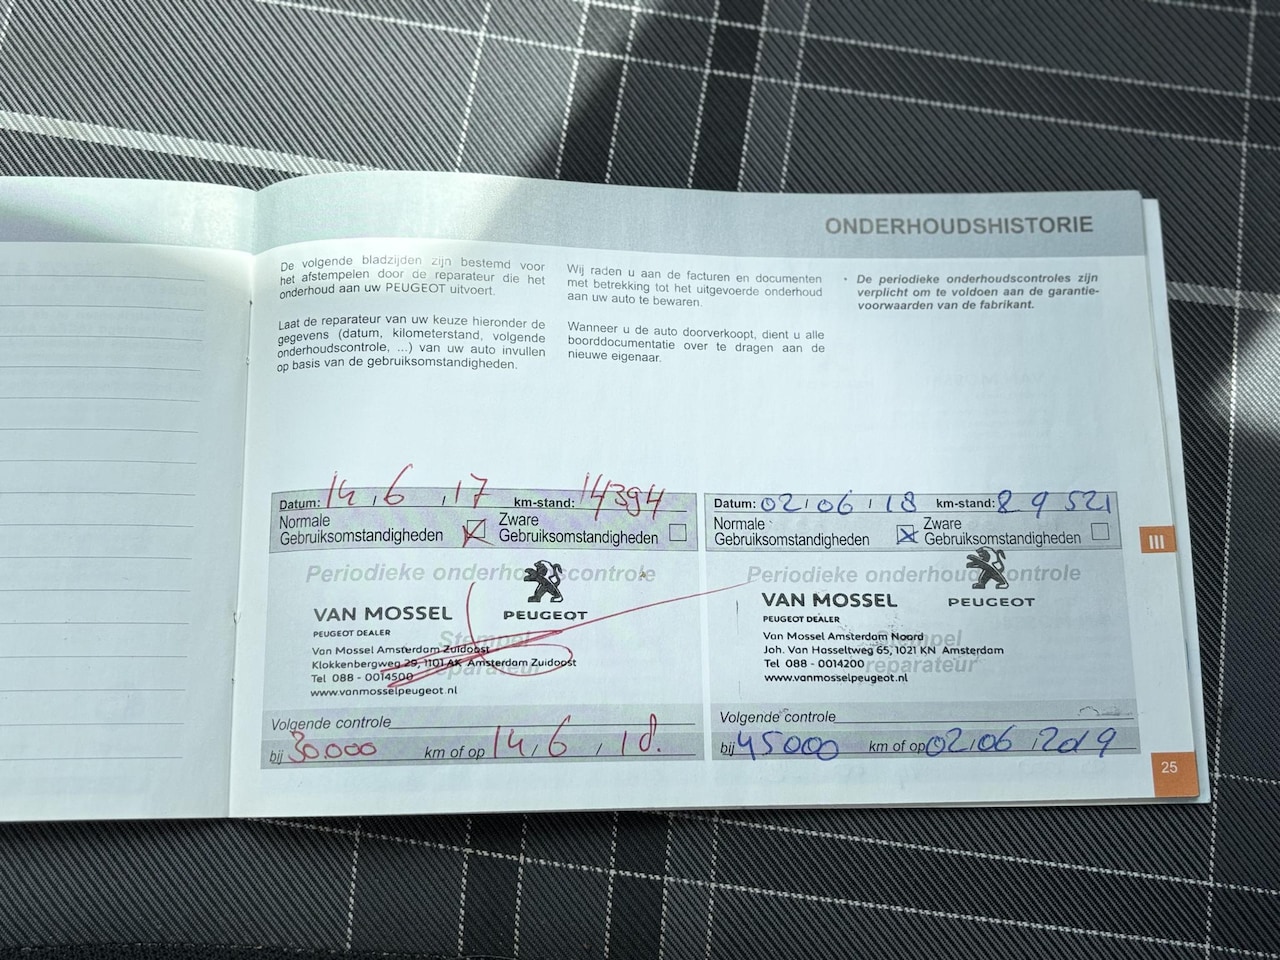 ONDERHOUDSHISTORIE
De volgende bladzijden zijn bestemd voor
het afstempelen door de reparateur die het
onderhoud aan uw PEUGEOT uitvoert.
Laat de reparateur van uw keuze hieronder de
gegevens (datum, kilometerstand, volgende
onderhoudscontrole, ...) van uw auto invullen
op basis van de gebruiksomstandigheden.
Wij raden u aan de facturen en documenten
met betrekking tot het uitgevoerde onderhoud
aan uw auto te bewaren.
Wanneer u de auto doorverkoopt, dient u alle
boorddocumentatie over te dragen aan de
nieuwe eigenaar.
• De periodieke onderhoudscontroles zijn
verplicht om te voldoen aan de garantie-
voorwaarden van de fabrikant.
Datum: 14, 6, 17 km-stand: 14394
Normale
Gebruiksomstandigheden
Zware
Gebruiksomstandigheden
Periodieke onderhoudscontrole
PEUGEOT
VAN MOSSEL
PEUGEOT DEALER
Stempel
Van Mossel Amsterdam Zuidoost
Klokkenbergweg 29, 1101 AK Amsterdam Zuidoost
reparateur
Tel 088 - 0014500
www.vanmosselpeugeot.nl
Volgende controle
bij 30.000 km of op 14, 6, 18.
Datum: 02/06/18 km-stand: 89521
Normale
Gebruiksomstandigheden
Zware
Gebruiksomstandigheden
Periodieke onderhoudscontrole
PEUGEOT
VAN MOSSEL
PEUGEOT DEALER
Stempel
Van Mossel Amsterdam Noord
Joh. Van Hasseltweg 65, 1021 KN Amsterdam
reparateur
Tel 088 - 0014200
www.vanmosselpeugeot.nl
Volgende controle
bij 45000 km of op 02/06/2019
III
25